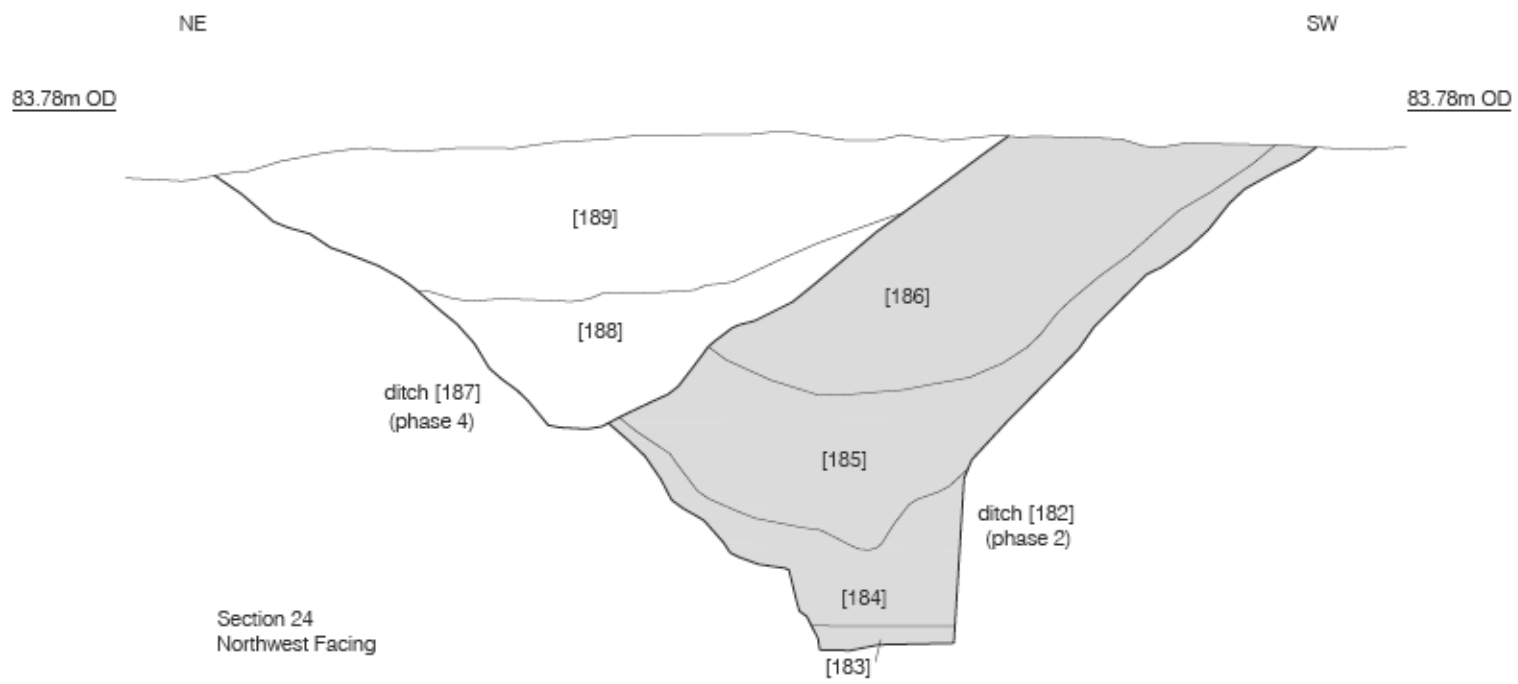 NE
SW
83.78m OD
83.78m OD
[189]
[186]
[188]
ditch [187]
(phase 4)
[185]
ditch [182]
(phase 2)
[184]
Section 24
Northwest Facing
[183]